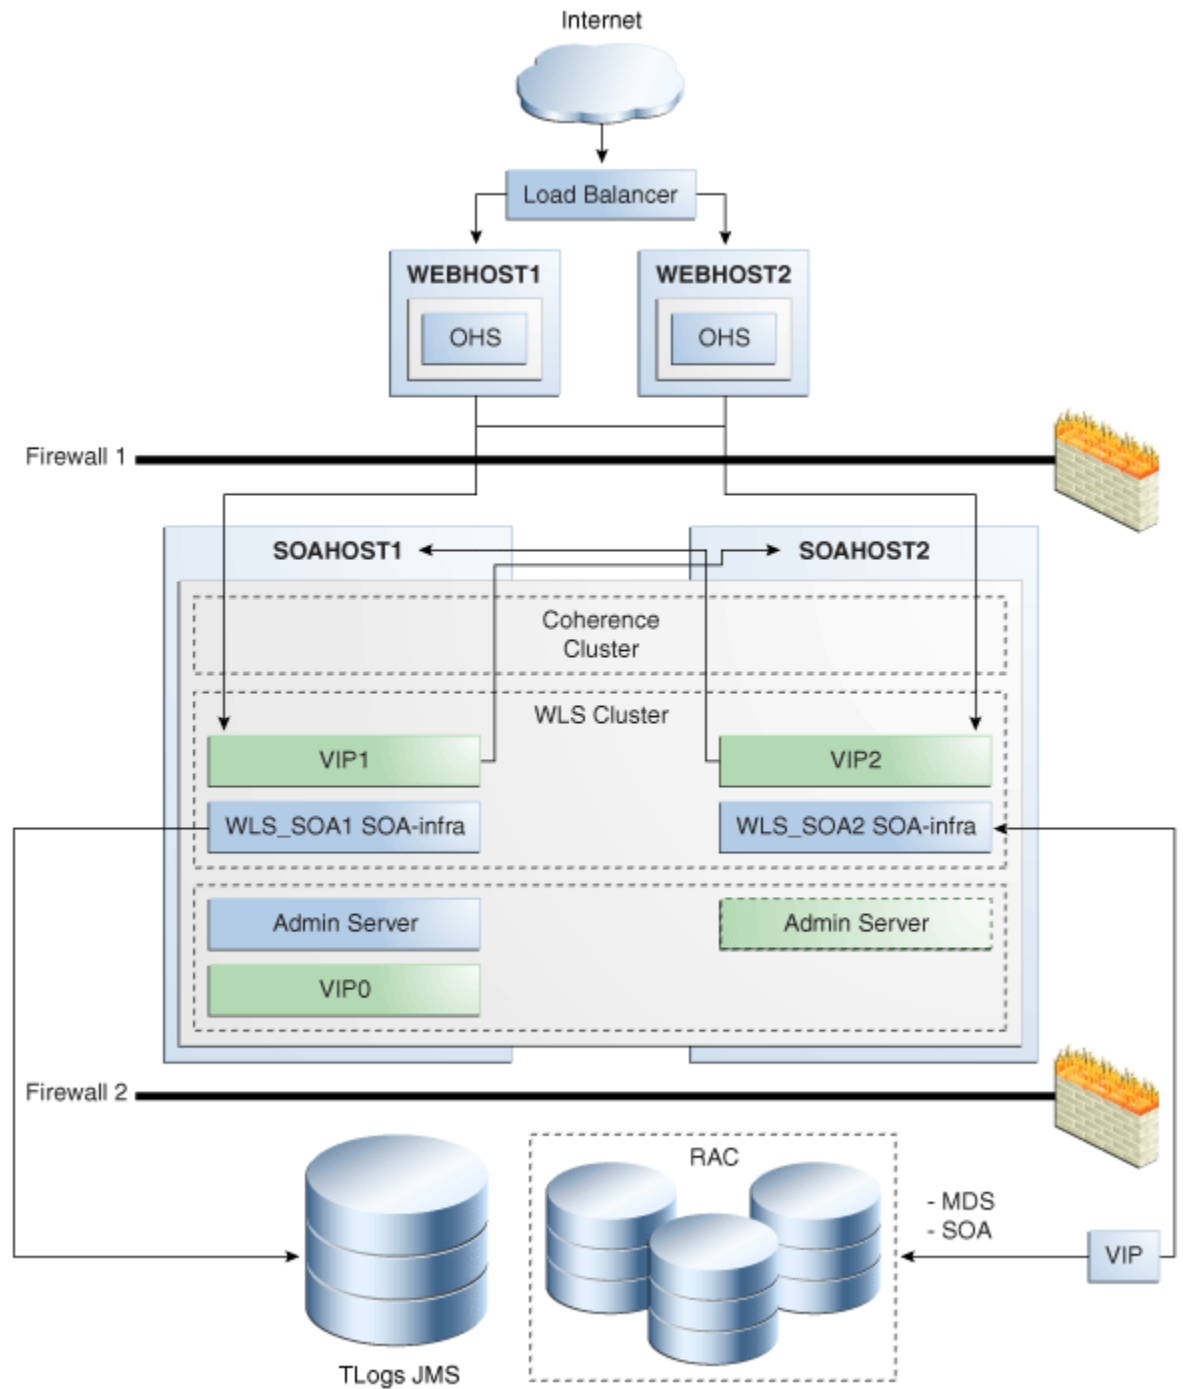 Internet
Load Balancer
WEBHOST1
WEBHOST2
OHS
OHS
Firewall 1
SOAHOST1
SOAHOST2
Coherence
Cluster
WLS Cluster
VIP1
VIP2
WLS_SOA1 SOA-infra
WLS_SOA2 SOA-infra
Admin Server
Admin Server
VIP0
Firewall 2
RAC
- MDS
- SOA
VIP
TLogs JMS